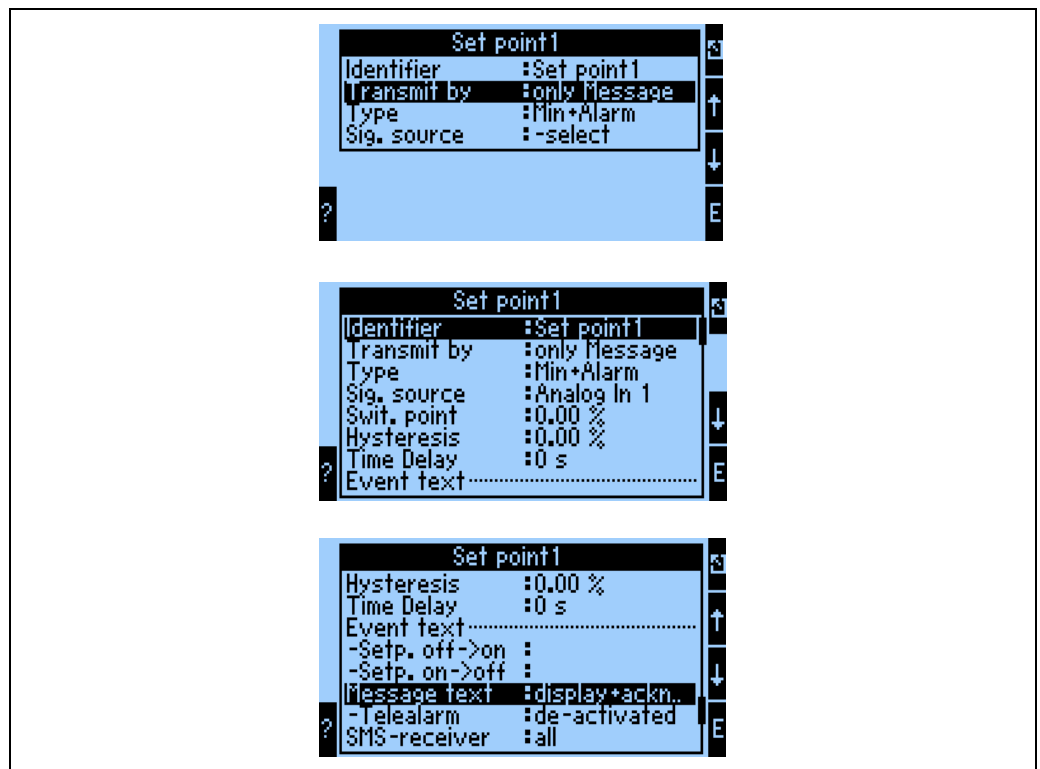 Set point1
Identifier :Set point1
Transmit by :only Message
Type :Min+Alarm
Sig. source :-select
↑
↓
? E
Set point1
Identifier :Set point1
Transmit by :only Message
Type :Min+Alarm
Sig. source :Analog In 1
Swit. point :0.00 %
↓
Hysteresis :0.00 %
Time Delay :0 s
? E
Event text
Set point1
Hysteresis :0.00 %
Time Delay :0 s
↑
Event text
-Setp. off->on :
-Setp. on->off :
↓
Message text :display+ackn..
-Telealarm :de-activated
? E
SMS-receiver :all